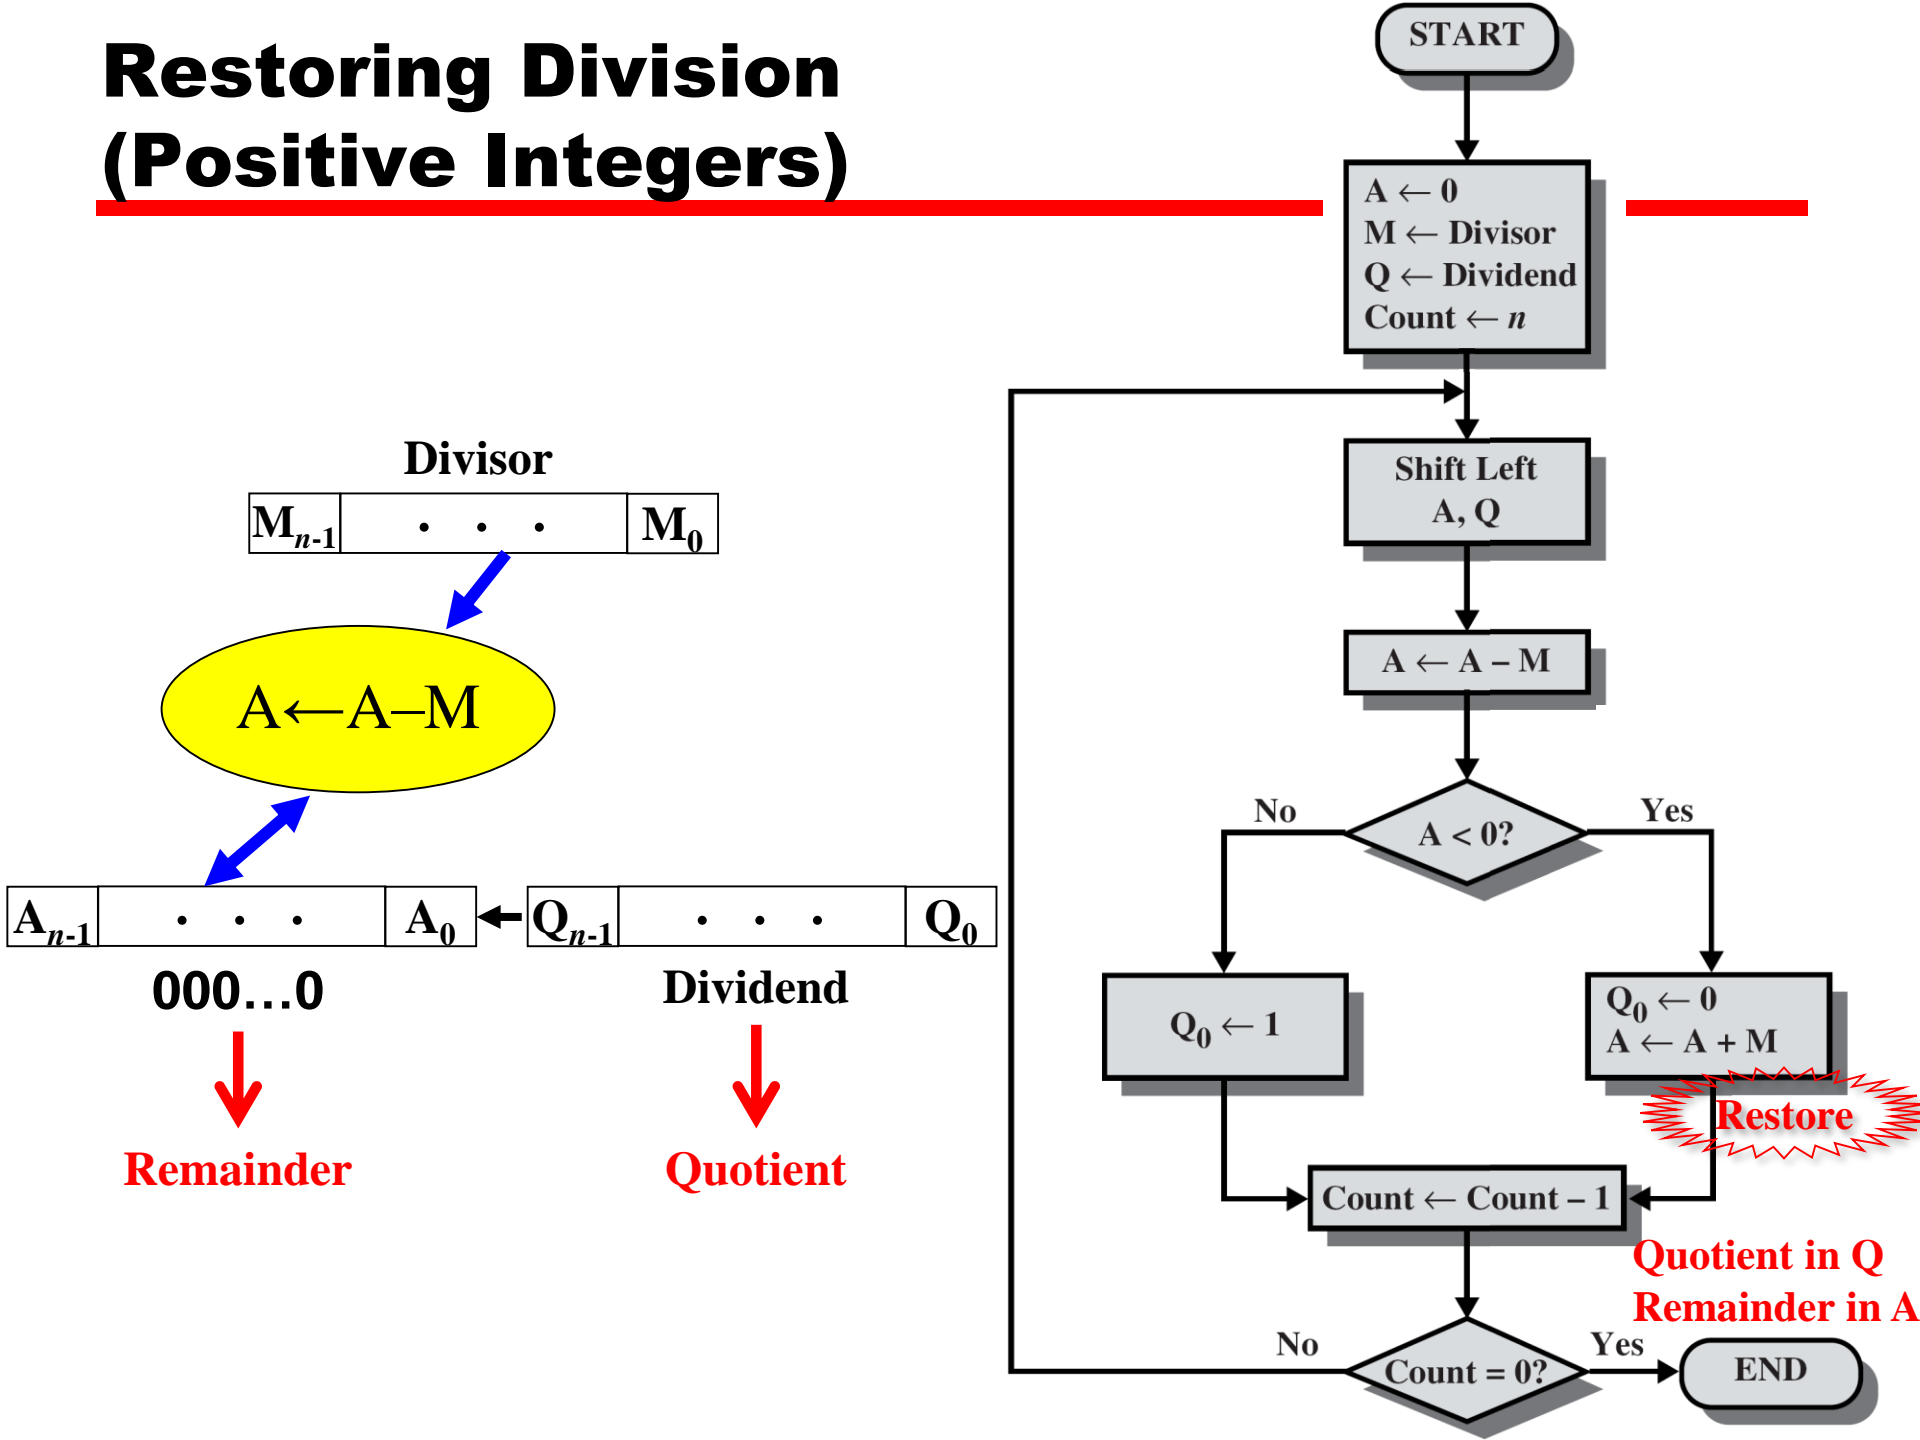 Restoring Division
(Positive Integers)
Divisor
Mn-1 · · · M0
A←A–M
An-1 · · · A0 Qn-1 · · · Q0
000…0 Dividend
Remainder Quotient
START
A ← 0
M ← Divisor
Q ← Dividend
Count ← n
Shift Left
A, Q
A ← A – M
No A < 0? Yes
Q0 ← 1
Q0 ← 0
A ← A + M
Restore
Count ← Count – 1
Quotient in Q
Remainder in A
No Count = 0? Yes
END